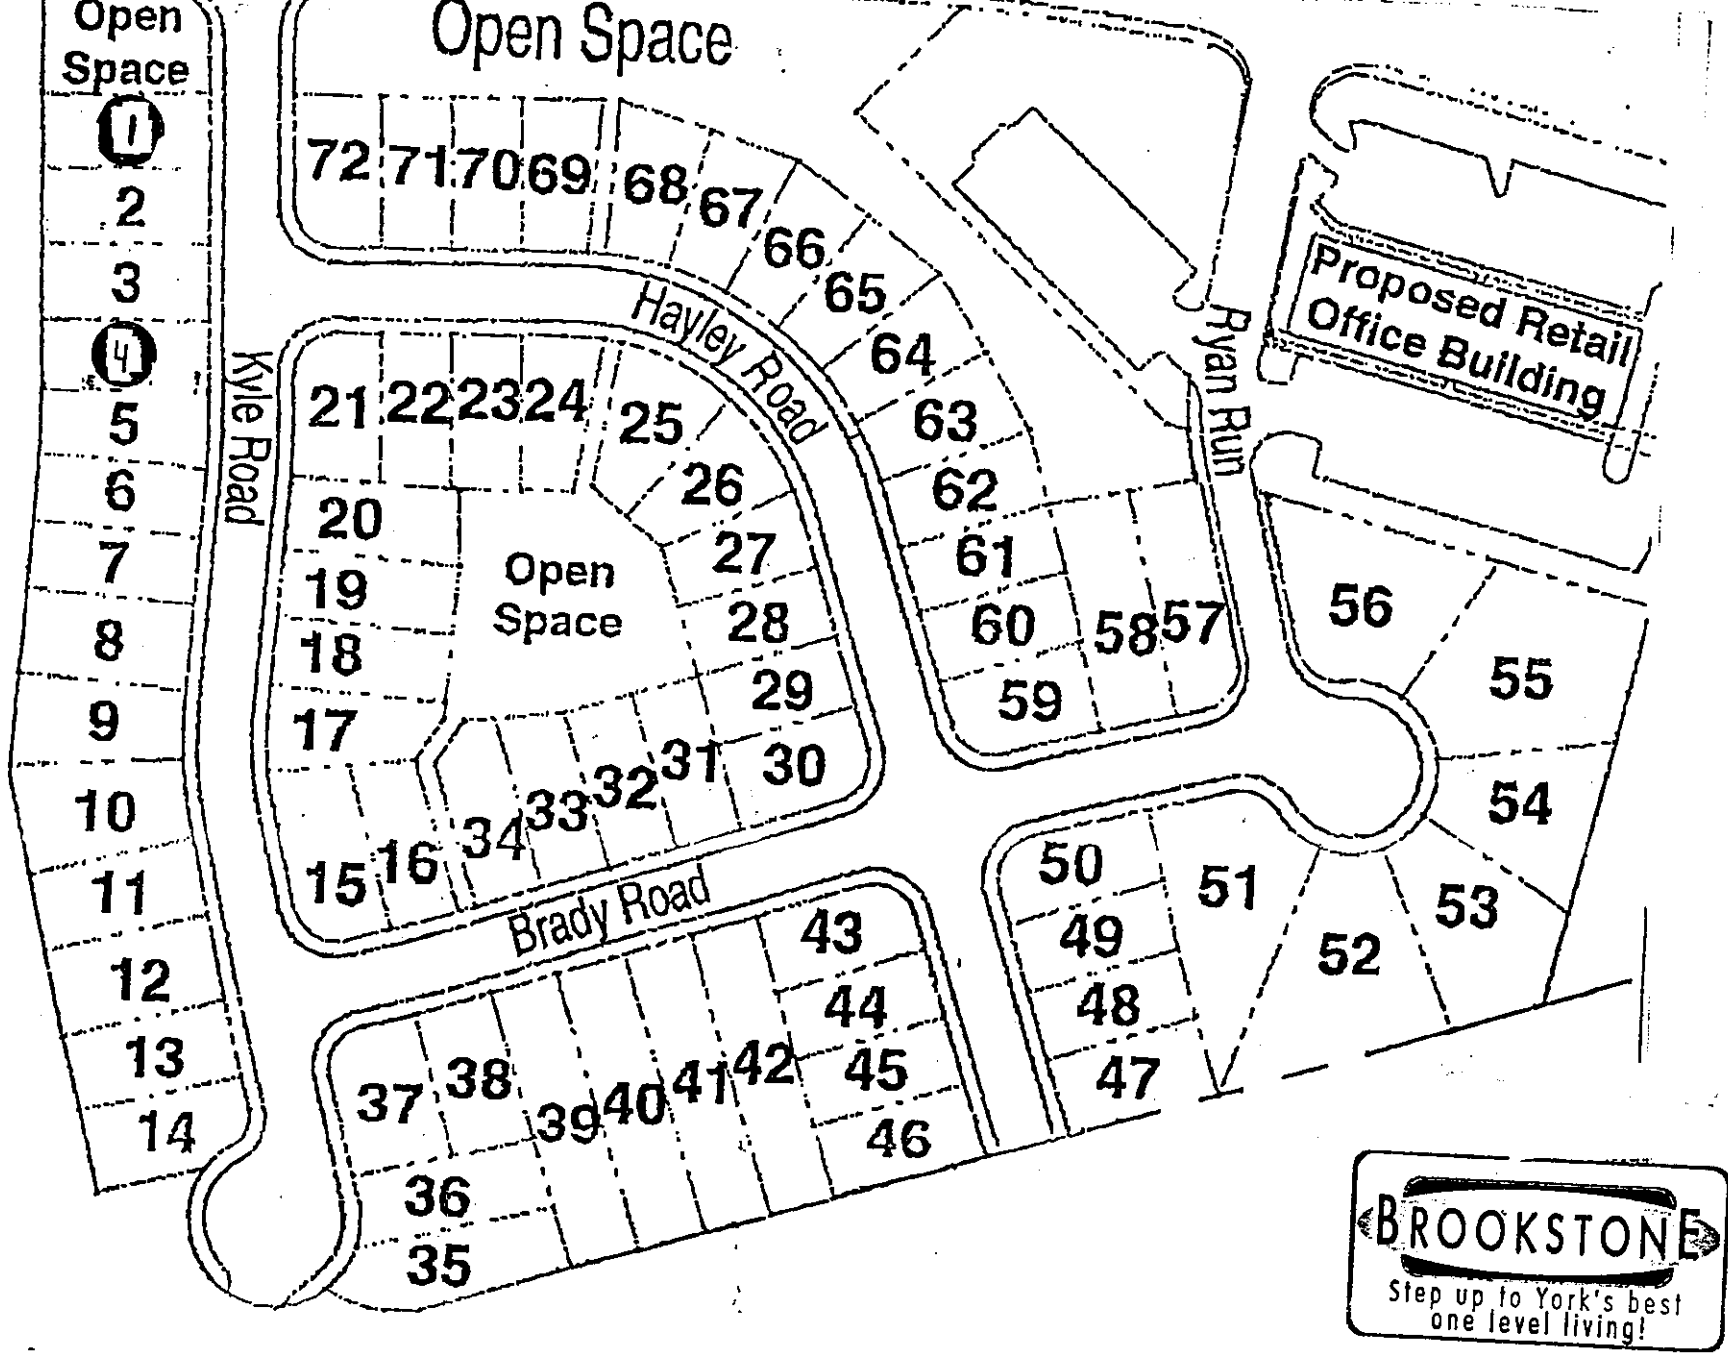 Open
Space
1
2
3
4
5
6
7
8
9
10
11
12
13
14
Kyle Road
Open Space
72 71 70 69 68 67 66 65 64 63 62 61 60 59 58 57
Hayley Road
21 22 23 24 25 26 27 28 29 30
20
19
18
17
15 16 34 33 32 31
Open
Space
Brady Road
37 38 39 40 41 42
36
35
43
44
45
46
50
49
48
47
51
52
53
54
55
56
Ryan Run
Proposed Retail
Office Building
BROOKSTONE
Step up to York's best
one level living!